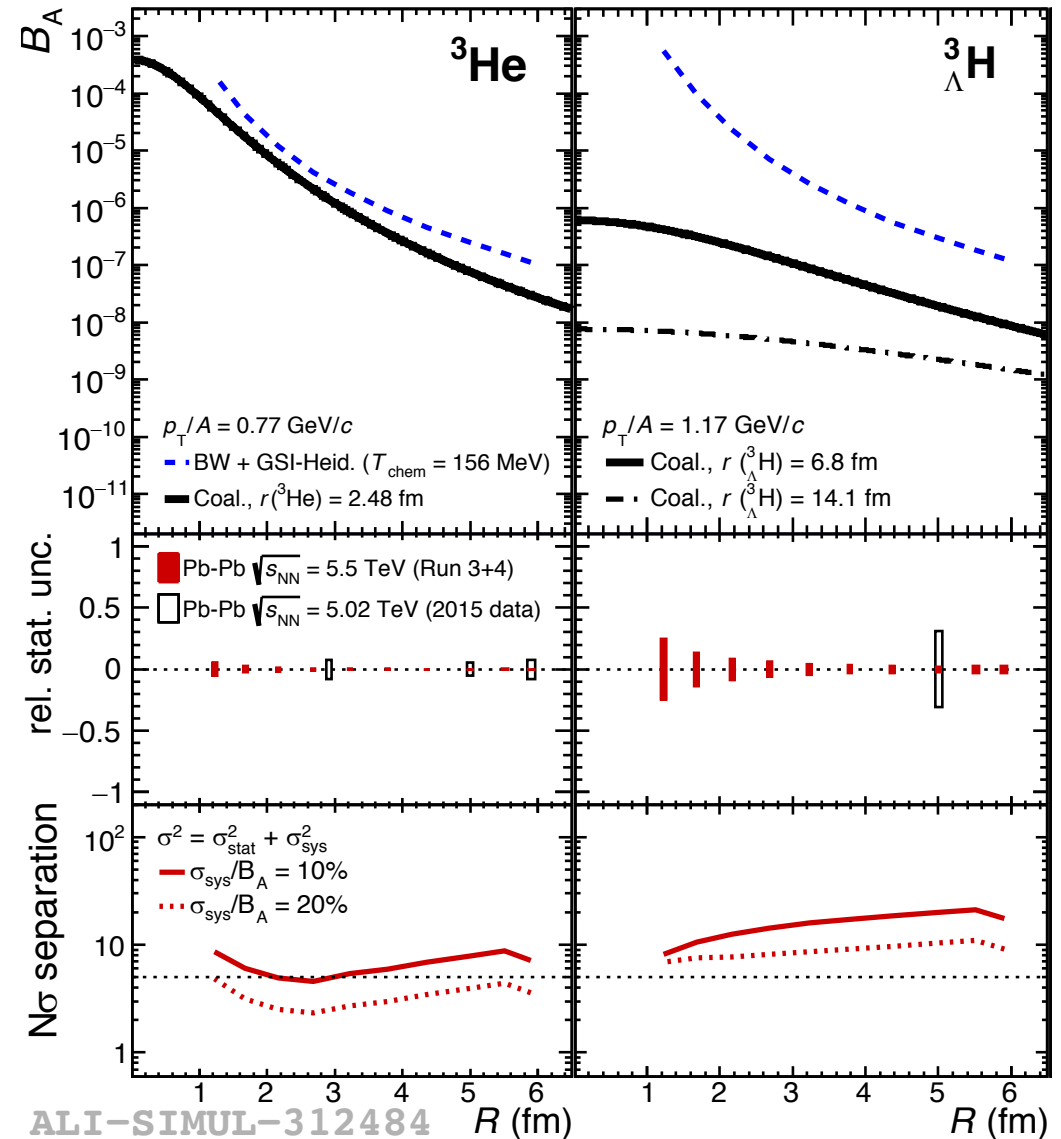 B_A
10⁻³
10⁻⁴
10⁻⁵
10⁻⁶
10⁻⁷
10⁻⁸
10⁻⁹
10⁻¹⁰
10⁻¹¹
³He
p_T/A = 0.77 GeV/c
BW + GSI-Heid. (T_chem = 156 MeV)
Coal., r(³He) = 2.48 fm
³_ΛH
p_T/A = 1.17 GeV/c
Coal., r (³_ΛH) = 6.8 fm
Coal., r (³_ΛH) = 14.1 fm
rel. stat. unc.
1
0.5
0
−0.5
−1
Pb-Pb √s_NN = 5.5 TeV (Run 3+4)
Pb-Pb √s_NN = 5.02 TeV (2015 data)
Nσ separation
10²
10
1
σ² = σ²_stat + σ²_sys
σ_sys/B_A = 10%
σ_sys/B_A = 20%
0 1 2 3 4 5 6
R (fm)
1 2 3 4 5 6
R (fm)
ALI−SIMUL−312484